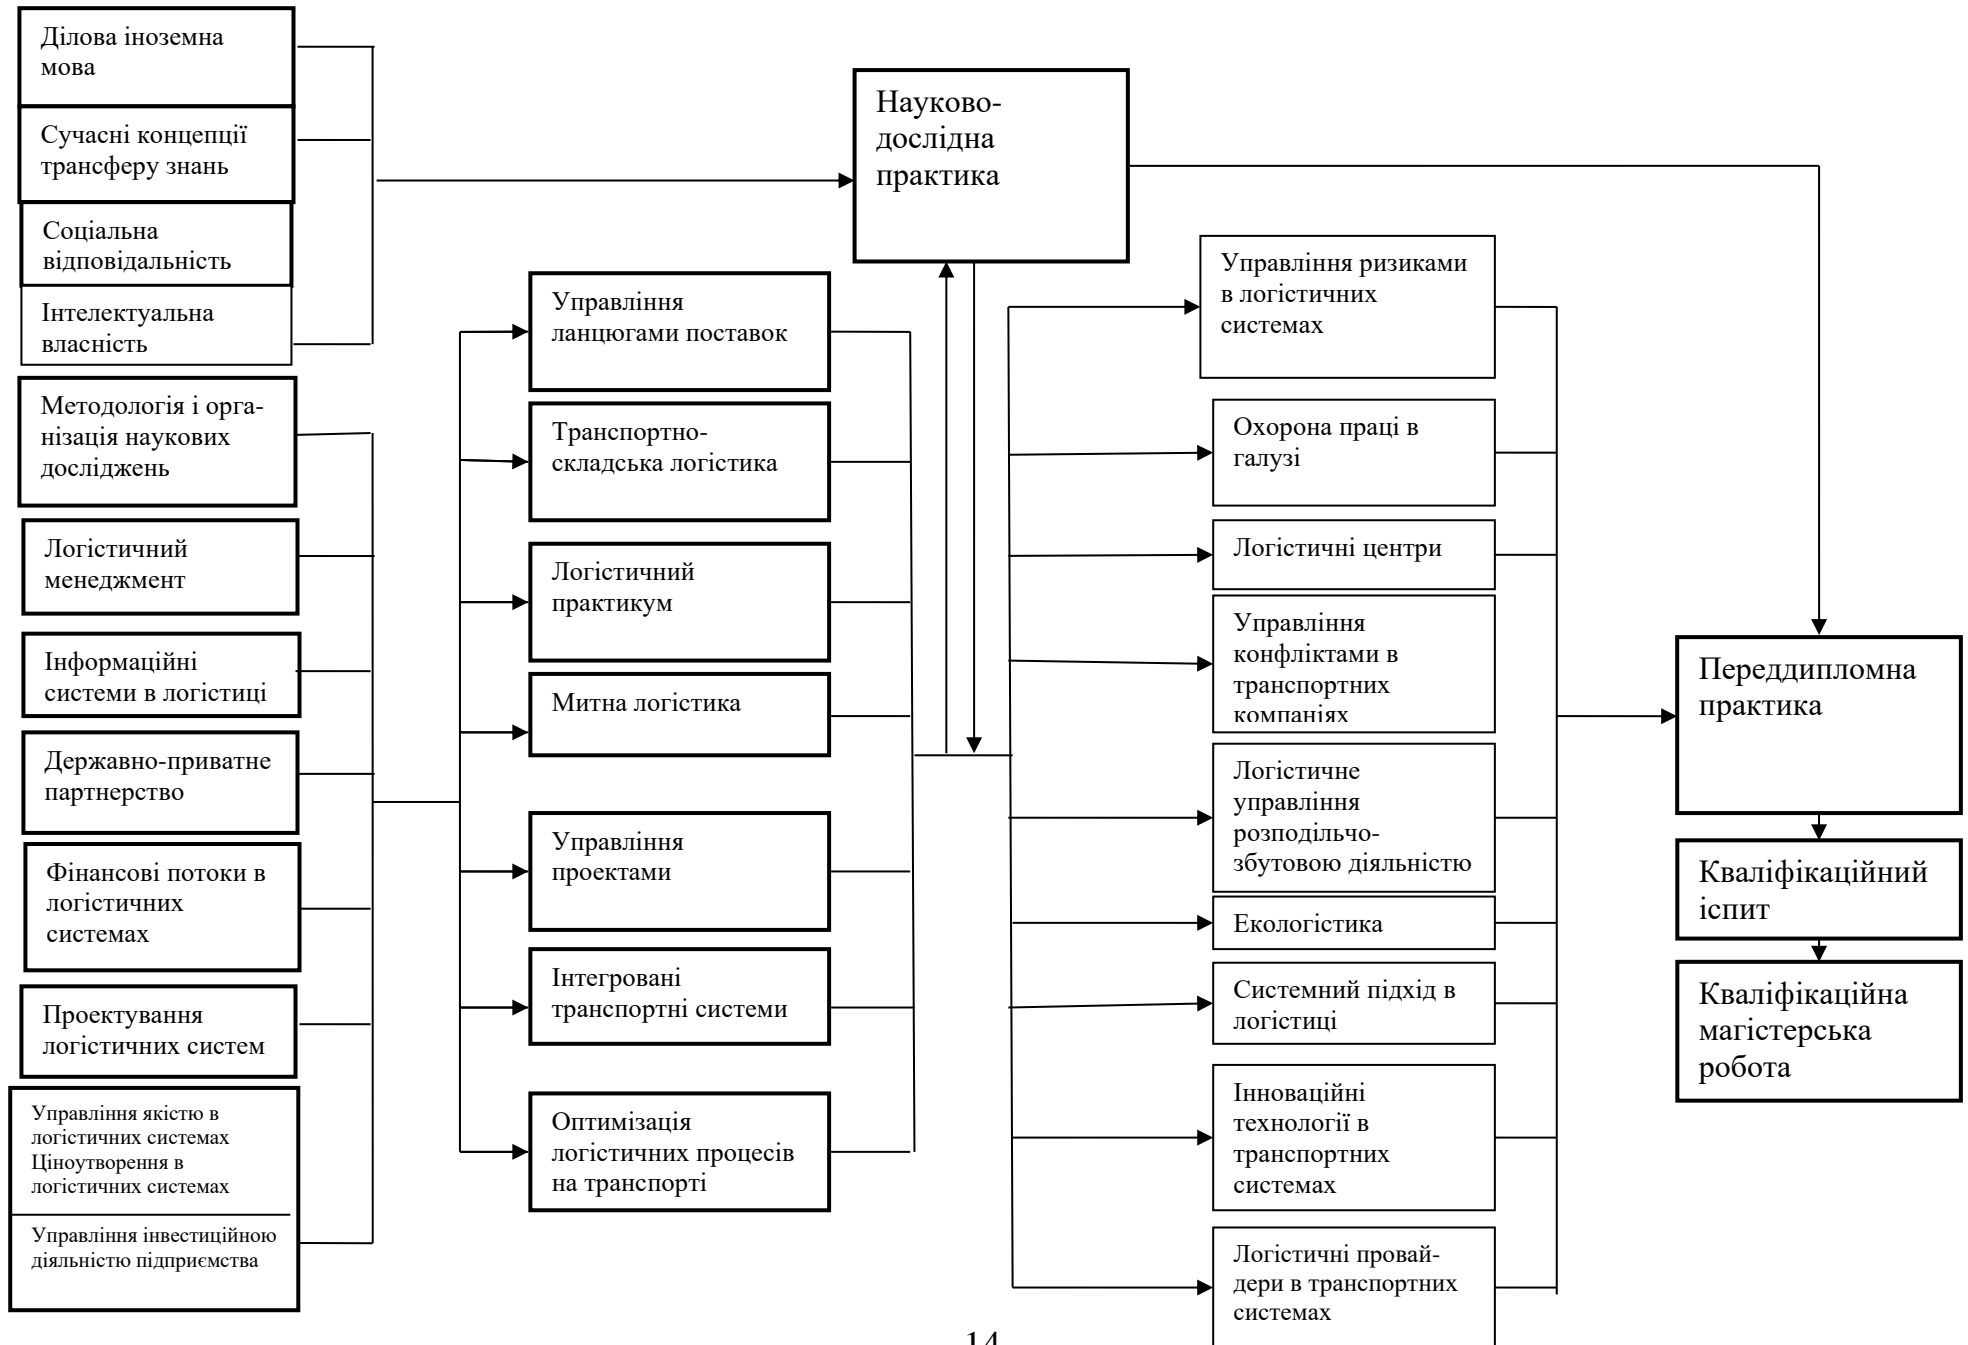 Ділова іноземна
мова
Сучасні концепції
трансферу знань
Соціальна
відповідальність
Інтелектуальна
власність
Методологія і орга-
нізація наукових
досліджень
Логістичний
менеджмент
Інформаційні
системи в логістиці
Державно-приватне
партнерство
Фінансові потоки в
логістичних
системах
Проектування
логістичних систем
Управління якістю в
логістичних системах
Ціноутворення в
логістичних системах
Управління інвестиційною
діяльністю підприємства
Управління
ланцюгами поставок
Транспортно-
складська логістика
Логістичний
практикум
Митна логістика
Управління
проектами
Інтегровані
транспортні системи
Оптимізація
логістичних процесів
на транспорті
Науково-
дослідна
практика
Управління ризиками
в логістичних
системах
Охорона праці в
галузі
Логістичні центри
Управління
конфліктами в
транспортних
компаніях
Логістичне
управління
розподільчо-
збутовою діяльністю
Екологістика
Системний підхід в
логістиці
Інноваційні
технології в
транспортних
системах
Логістичні провай-
дери в транспортних
системах
Переддипломна
практика
Кваліфікаційний
іспит
Кваліфікаційна
магістерська
робота
14